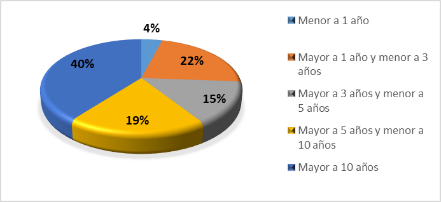 4%
22%
15%
19%
40%
Menor a 1 año
Mayor a 1 año y menor a 3
años
Mayor a 3 años y menor a
5 años
Mayor a 5 años y menor a
10 años
Mayor a 10 años